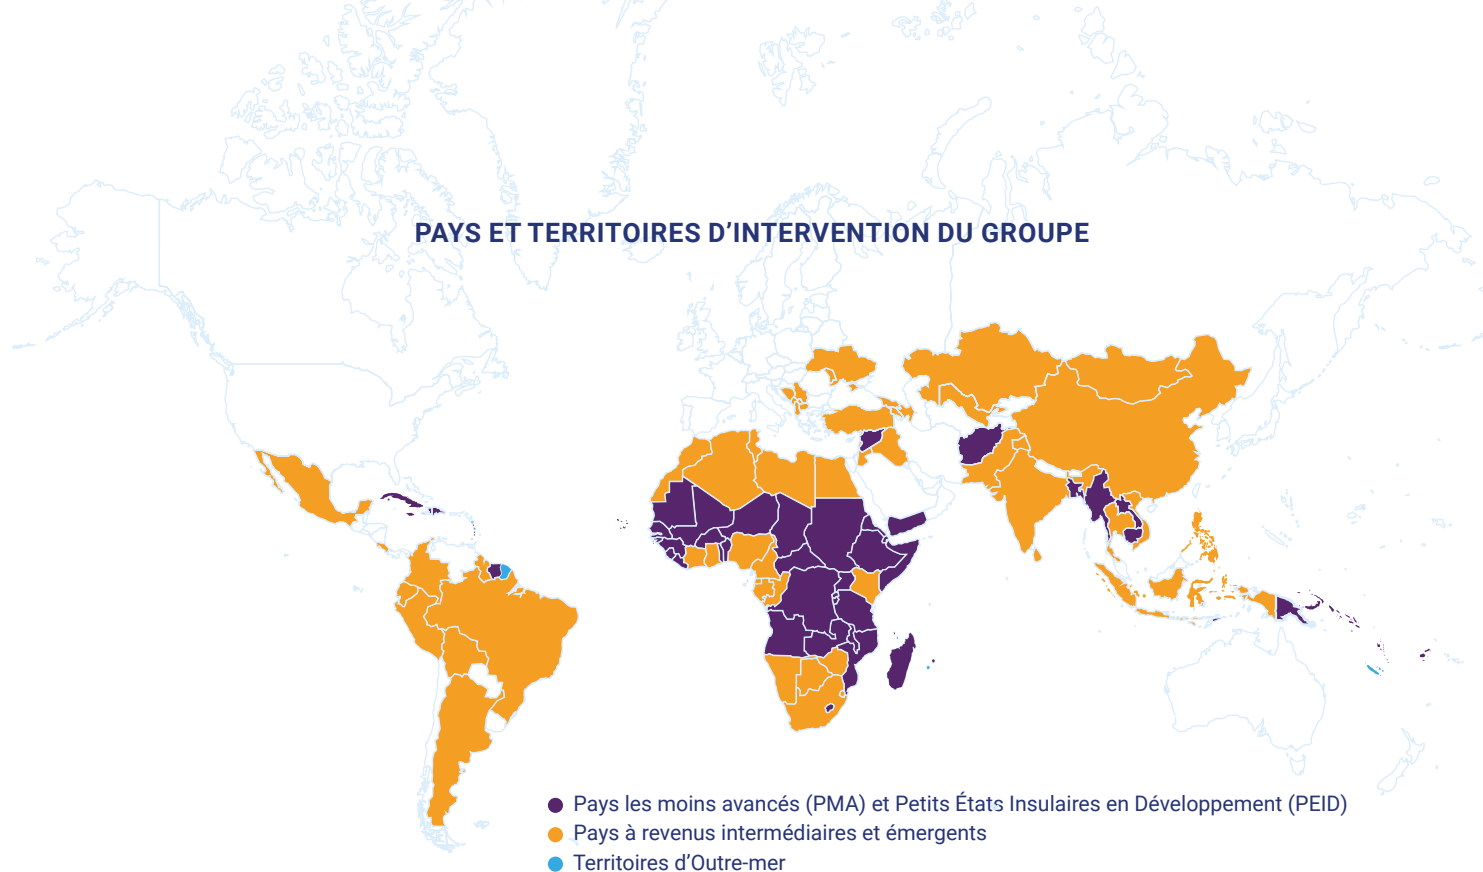 PAYS ET TERRITOIRES D’INTERVENTION DU GROUPE
Pays les moins avancés (PMA) et Petits États Insulaires en Développement (PEID)
Pays à revenus intermédiaires et émergents
Territoires d’Outre-mer